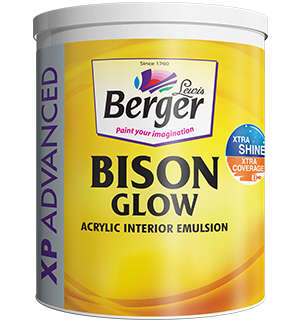 Since 1760
Lewis
Berger
Paint your imagination
XP ADVANCED
XTRA
SHINE
XTRA
COVERAGE
BISON
GLOW
ACRYLIC INTERIOR EMULSION